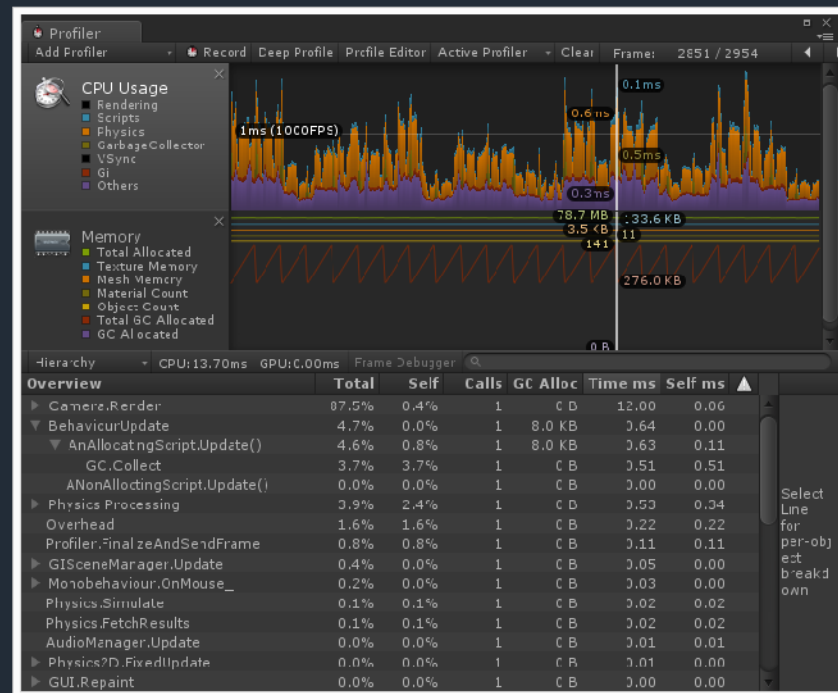 Profiler
Add Profiler Record Deep Profile Profile Editor Active Profiler Clear Frame: 2851 / 2954
CPU Usage
Rendering
Scripts
Physics
GarbageCollector
VSync
Gi
Others
1ms (1000FPS)
0.1ms
0.6ms
0.5ms
0.3ms
Memory
Total Allocated
Texture Memory
Mesh Memory
Material Count
Object Count
Total GC Allocated
GC Allocated
78.7 MB 133.6 KB
3.5 KB 11
141
276.0 KB
0 B
Hierarchy CPU:13.70ms GPU:0.00ms Frame Debugger
Overview Total Self Calls GC Alloc Time ms Self ms
Camera.Render 87.5% 0.4% 1 0 B 12.00 0.06
BehaviourUpdate 4.7% 0.0% 1 8.0 KB 0.64 0.00
AnAllocatingScript.Update() 4.6% 0.8% 1 8.0 KB 0.63 0.11
GC.Collect 3.7% 3.7% 1 0 B 0.51 0.51
ANonAlloctingScript.Update() 0.0% 0.0% 1 0 B 0.00 0.00
Physics Processing 3.9% 2.4% 1 0 B 0.53 0.34
Overhead 1.6% 1.6% 1 0 B 0.22 0.22
Profiler.FinalizeAndSendFrame 0.8% 0.8% 1 0 B 0.11 0.11
GISceneManager.Update 0.4% 0.0% 1 0 B 0.05 0.00
Monobehaviour.OnMouse_ 0.2% 0.0% 1 0 B 0.03 0.00
Physics.Simulate 0.1% 0.1% 1 0 B 0.02 0.02
Physics.FetchResults 0.1% 0.1% 1 0 B 0.02 0.02
AudioManager.Update 0.0% 0.0% 1 0 B 0.01 0.01
Physics2D.FixedUpdate 0.0% 0.0% 1 0 B 0.01 0.00
GUI.Repaint 0.0% 0.0% 1 0 B 0.00 0.00
Select
Line
for
per-obj
ect
breakd
own